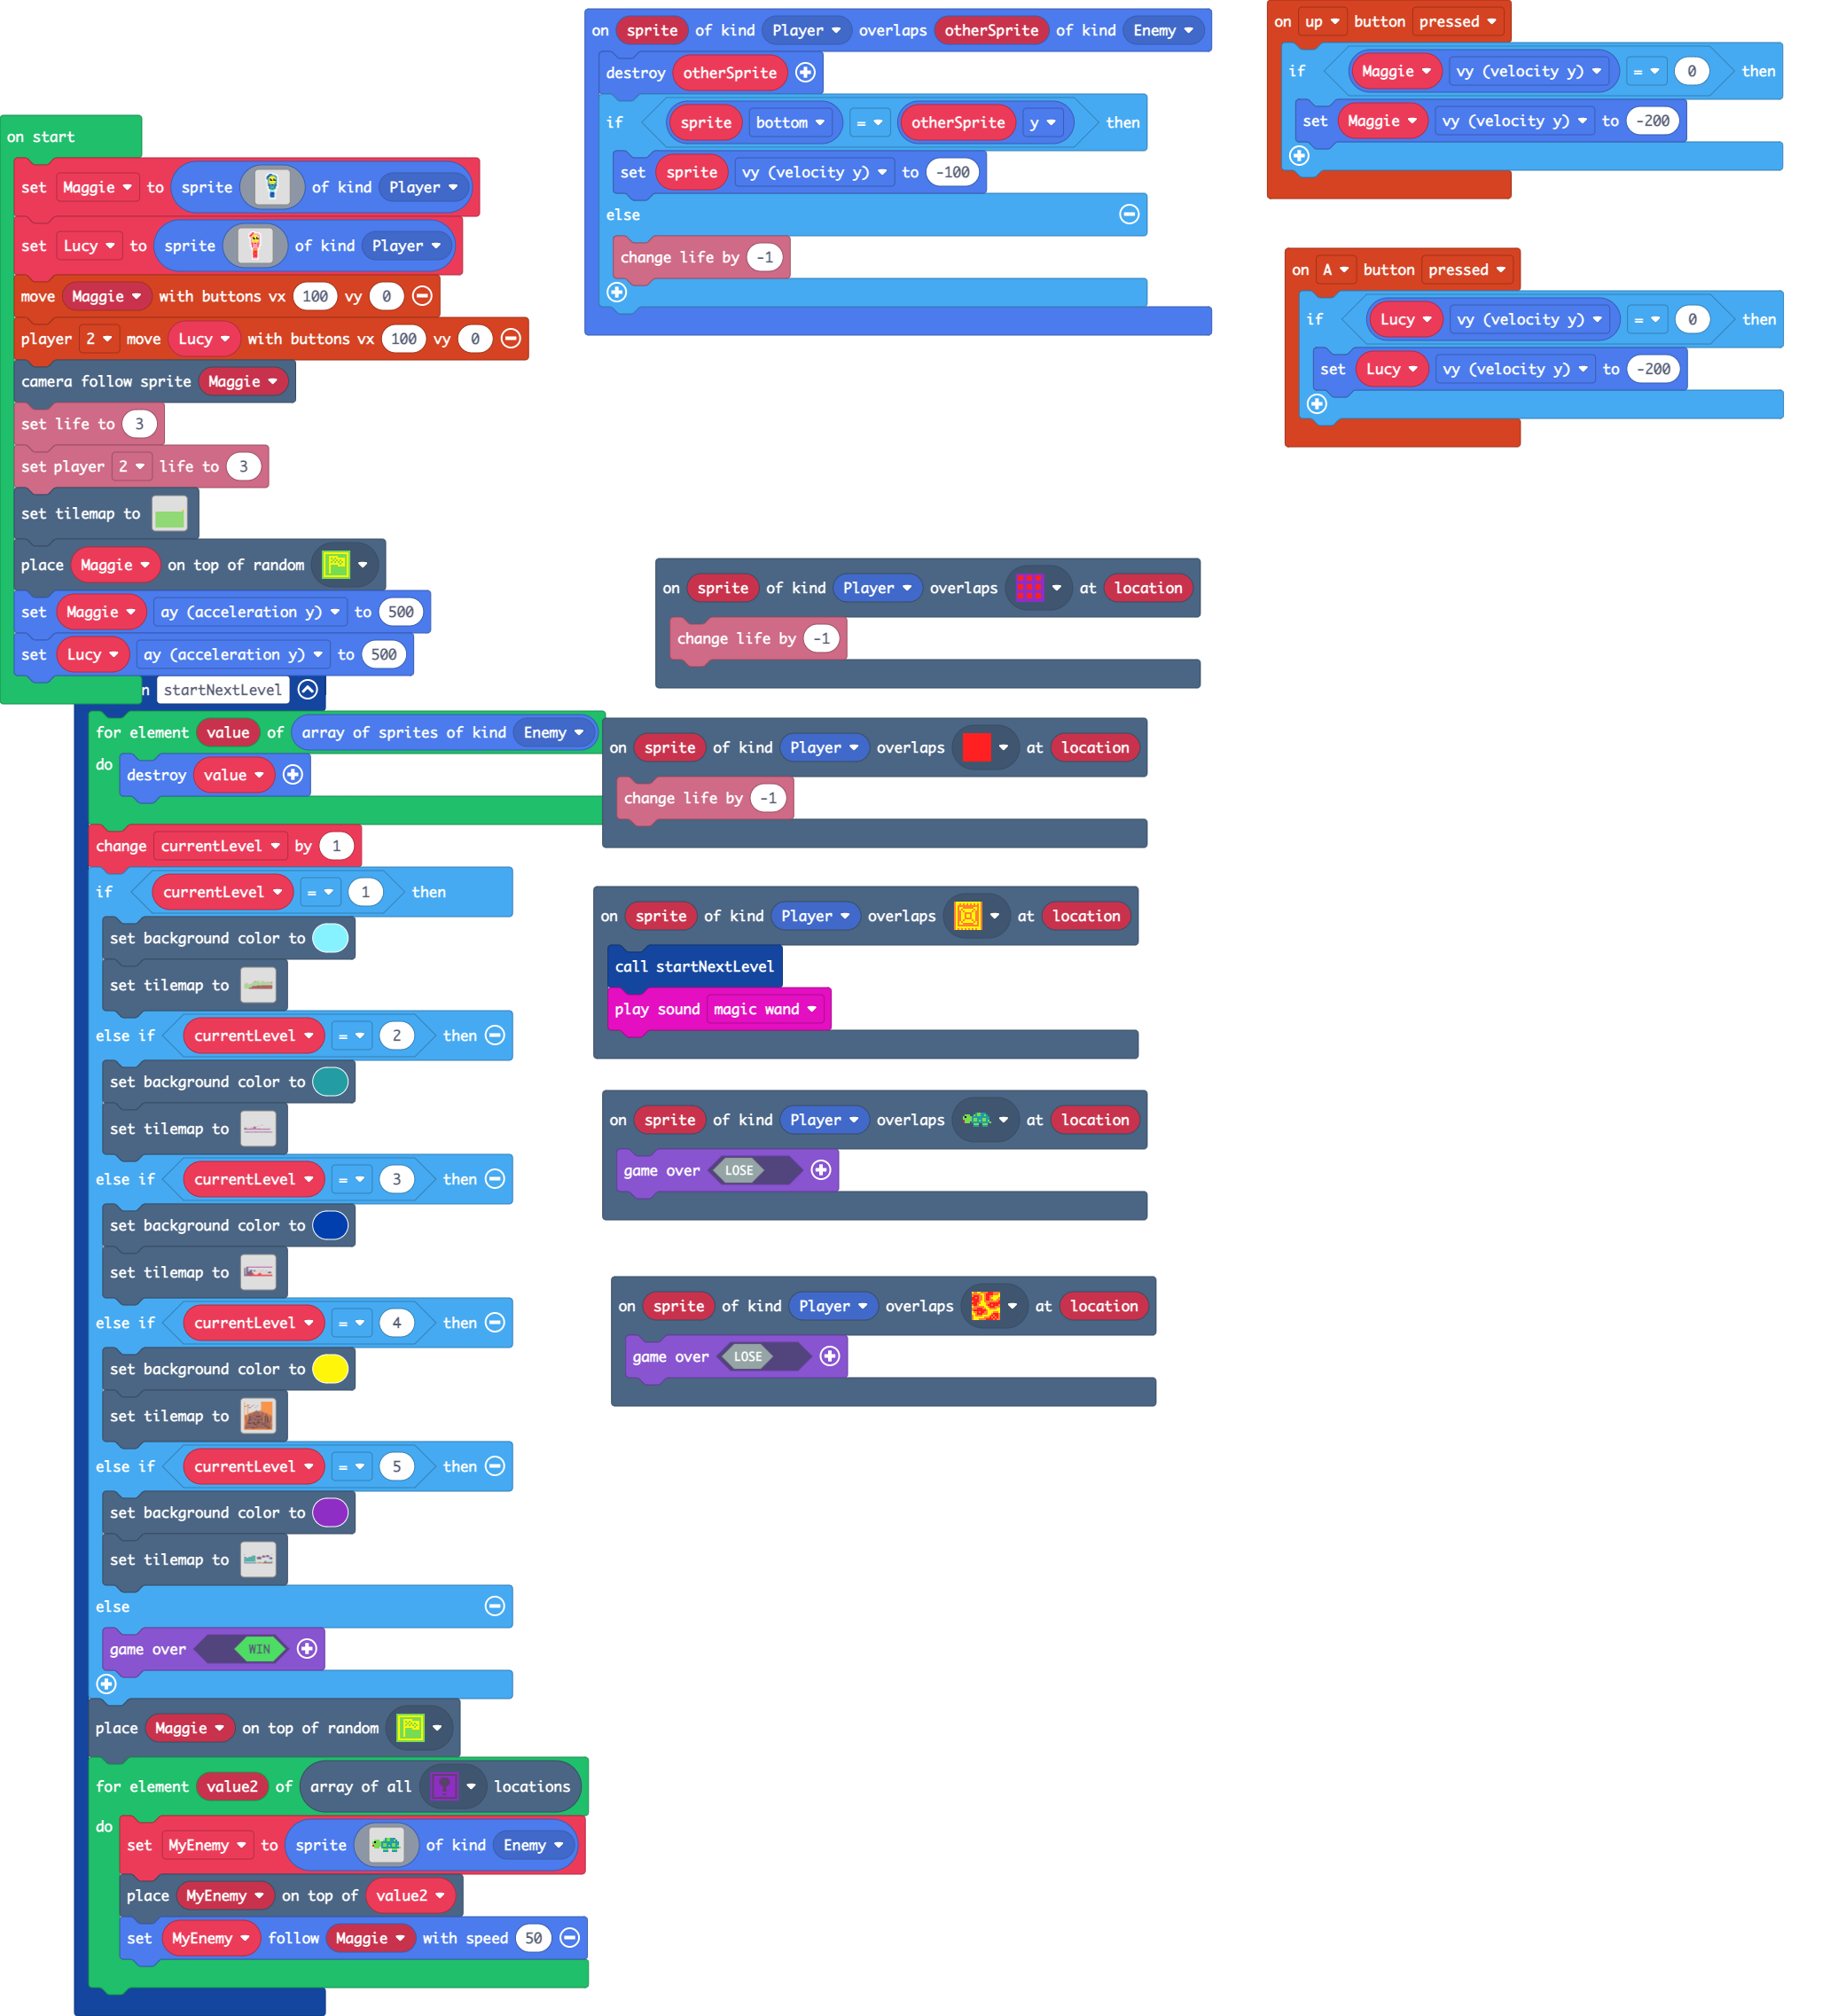 on start
set Maggie to sprite of kind Player
set Lucy to sprite of kind Player
move Maggie with buttons vx 100 vy 0
player 2 move Lucy with buttons vx 100 vy 0
camera follow sprite Maggie
set life to 3
set player 2 life to 3
set tilemap to
place Maggie on top of random
set Maggie ay (acceleration y) to 500
set Lucy ay (acceleration y) to 500
n startNextLevel
for element value of array of sprites of kind Enemy
do
destroy value
change currentLevel by 1
if currentLevel = 1 then
set background color to
set tilemap to
else if currentLevel = 2 then
set background color to
set tilemap to
else if currentLevel = 3 then
set background color to
set tilemap to
else if currentLevel = 4 then
set background color to
set tilemap to
else if currentLevel = 5 then
set background color to
set tilemap to
else
game over WIN
place Maggie on top of random
for element value2 of array of all locations
do
set MyEnemy to sprite of kind Enemy
place MyEnemy on top of value2
set MyEnemy follow Maggie with speed 50
on sprite of kind Player overlaps otherSprite of kind Enemy
destroy otherSprite
if sprite bottom = otherSprite y then
set sprite vy (velocity y) to -100
else
change life by -1
on sprite of kind Player overlaps at location
change life by -1
on sprite of kind Player overlaps at location
change life by -1
on sprite of kind Player overlaps at location
call startNextLevel
play sound magic wand
on sprite of kind Player overlaps at location
game over LOSE
on sprite of kind Player overlaps at location
game over LOSE
on up button pressed
if Maggie vy (velocity y) = 0 then
set Maggie vy (velocity y) to -200
on A button pressed
if Lucy vy (velocity y) = 0 then
set Lucy vy (velocity y) to -200